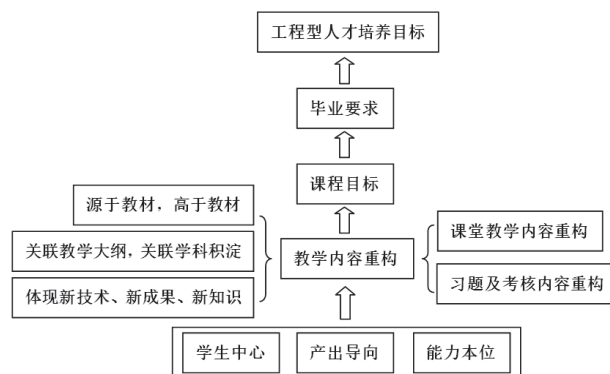 工程型人才培养目标
毕业要求
课程目标
源于教材，高于教材
关联教学大纲，关联学科积淀
体现新技术、新成果、新知识
教学内容重构
课堂教学内容重构
习题及考核内容重构
学生中心
产出导向
能力本位